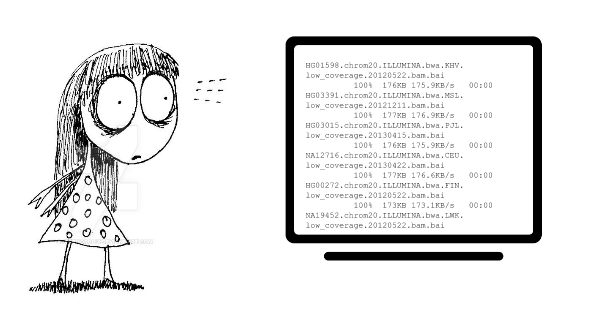 HG01598.chrom20.ILLUMINA.bwa.KHV.
low_coverage.20120522.bam.bai
100% 176KB 175.9KB/s 00:00
HG03391.chrom20.ILLUMINA.bwa.MSL.
low_coverage.20121211.bam.bai
100% 177KB 176.9KB/s 00:00
HG03015.chrom20.ILLUMINA.bwa.PJL.
low_coverage.20130415.bam.bai
100% 176KB 175.9KB/s 00:00
NA12716.chrom20.ILLUMINA.bwa.CEU.
low_coverage.20130422.bam.bai
100% 177KB 176.6KB/s 00:00
HG00272.chrom20.ILLUMINA.bwa.FIN.
low_coverage.20120522.bam.bai
100% 173KB 173.1KB/s 00:00
NA19452.chrom20.ILLUMINA.bwa.LWK.
low_coverage.20120522.bam.bai